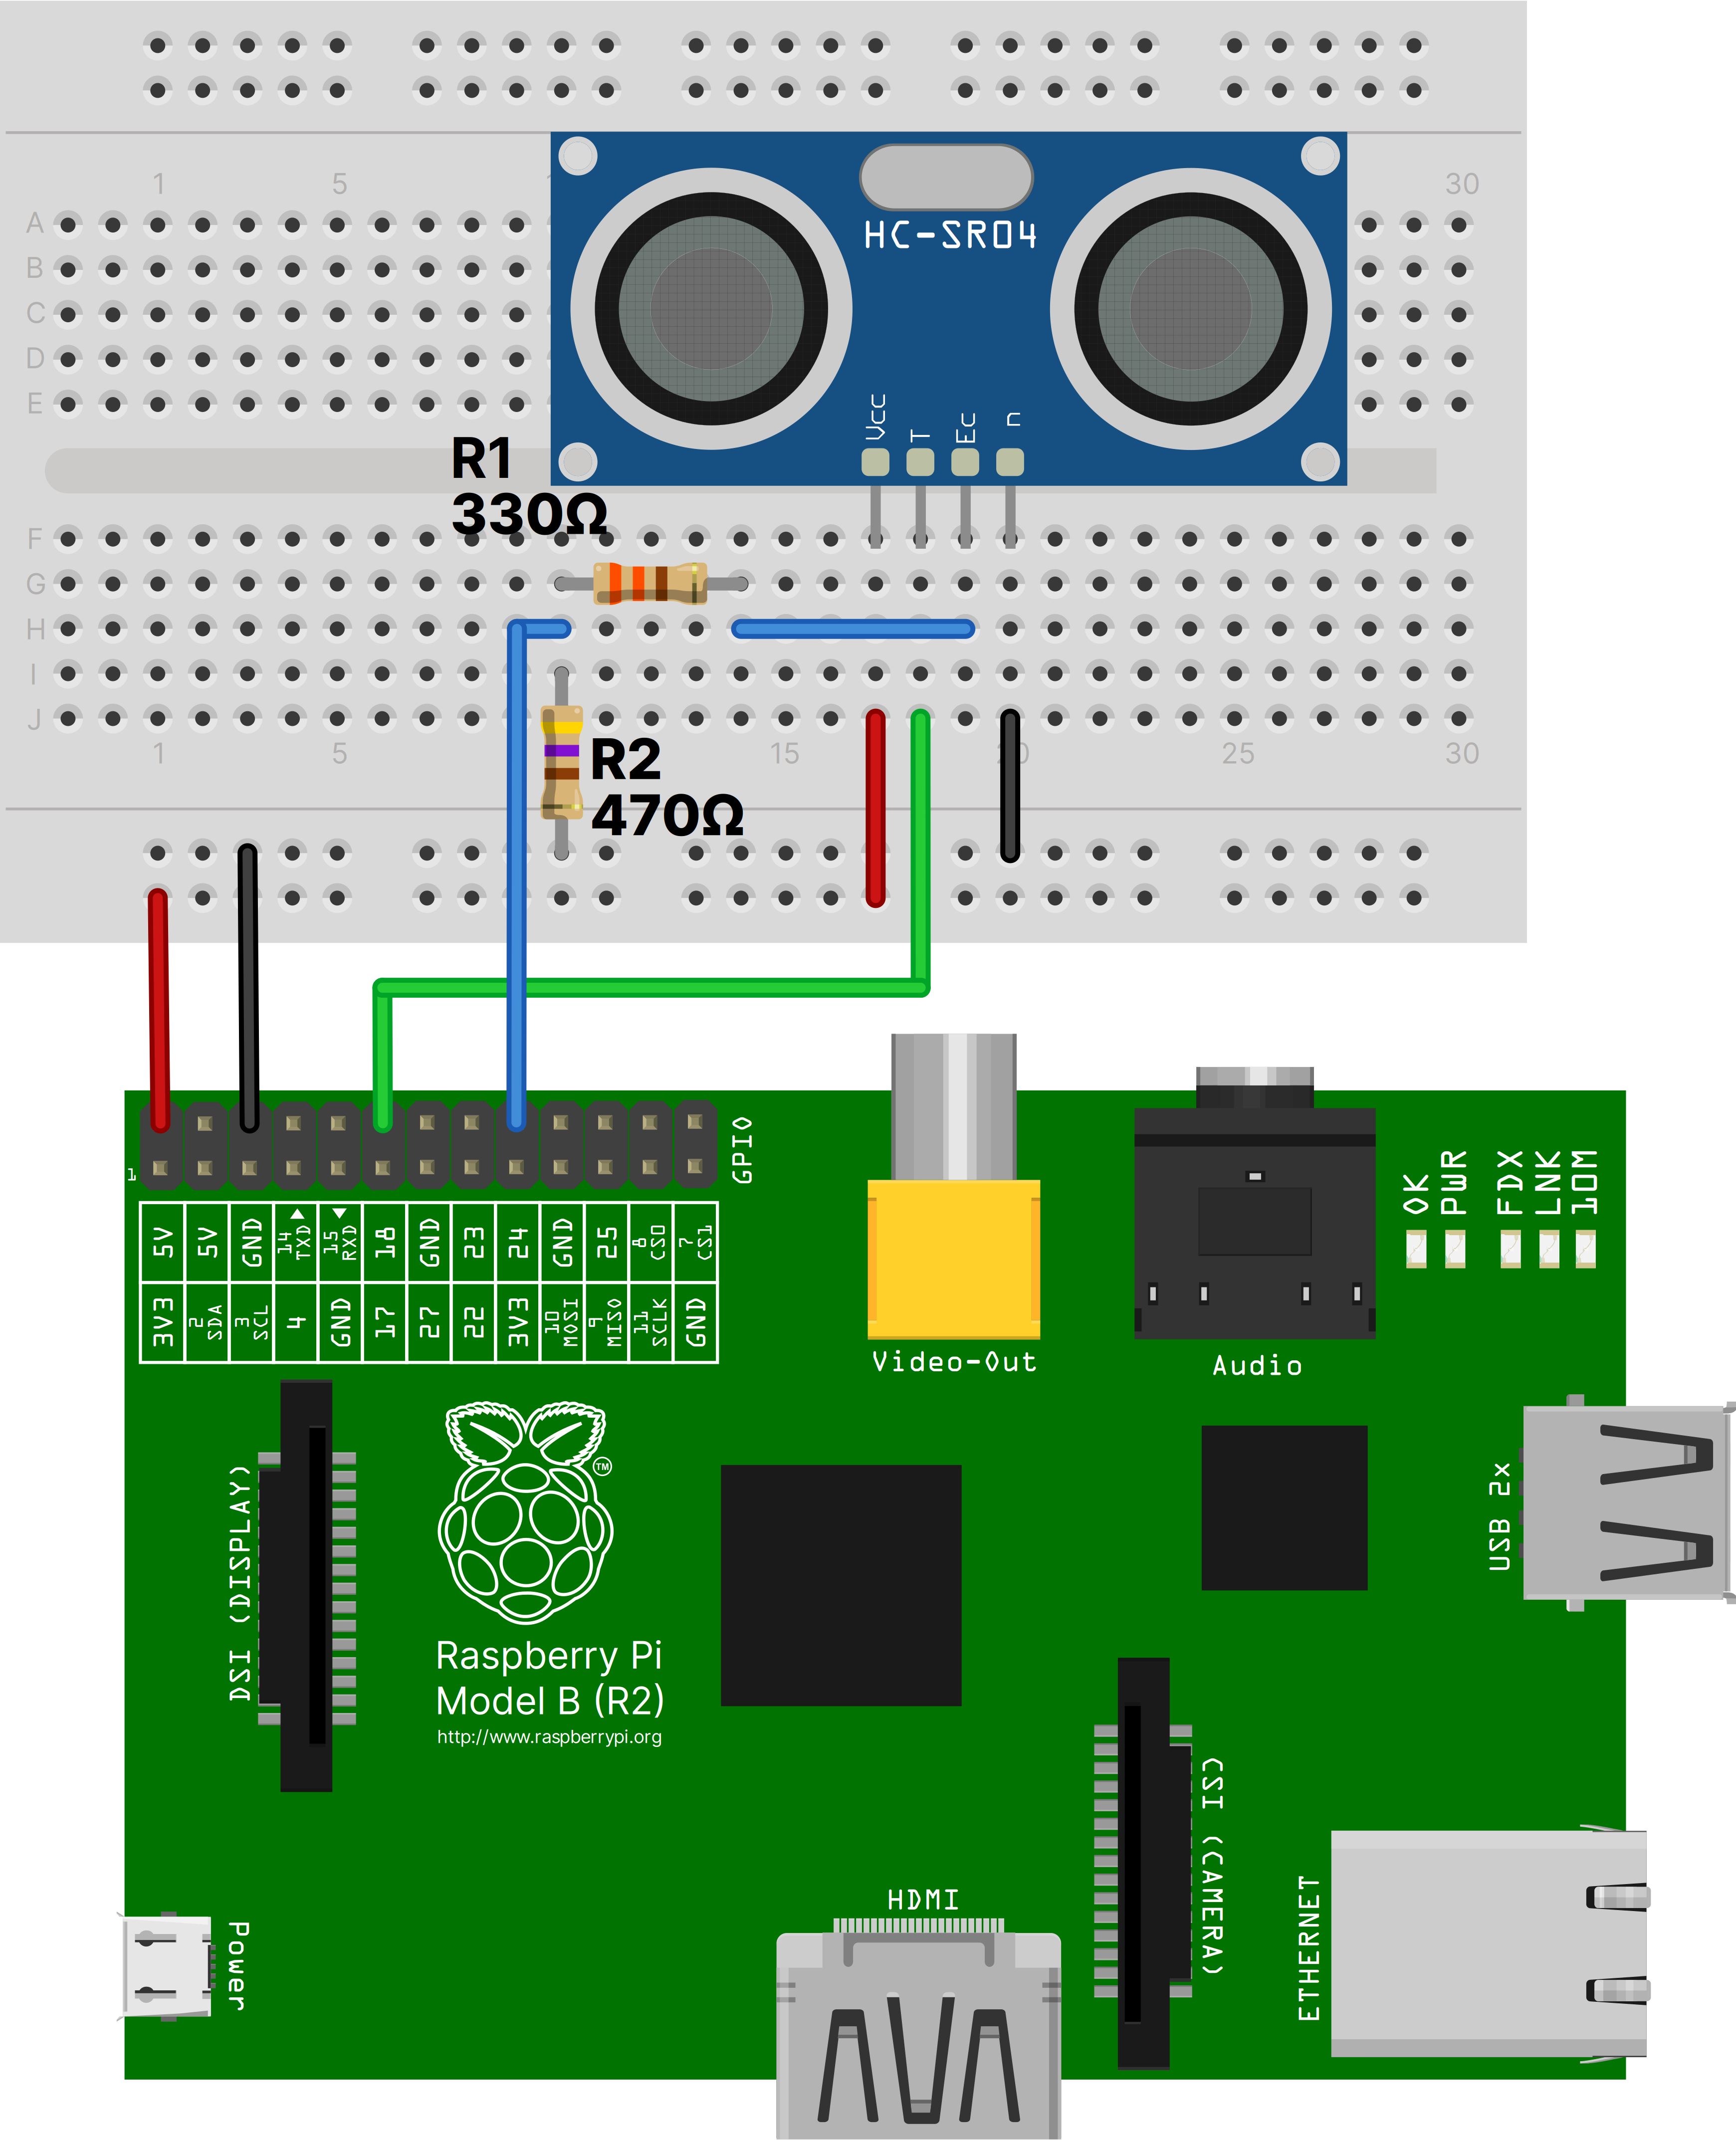 1
5
30
A
B
C
D
E
HC-SR04
Vcc
T
Ec
n
R1
330Ω
F
G
H
I
J
1
5
15
25
30
R2
470Ω
1
GPIO
5V
5V
GND
14
TXD
15
RXD
18
GND
23
24
GND
25
8
CS0
7
CS1
3V3
2
SDA
3
SCL
4
GND
17
27
22
3V3
10
MOSI
9
MISO
11
SCLK
GND
Video-Out
Audio
OK
PWR
FDX
LNK
10M
DSI (DISPLAY)
TM
Raspberry Pi
Model B (R2)
http://www.raspberrypi.org
USB 2x
CSI (CAMERA)
HDMI
ETHERNET
Power